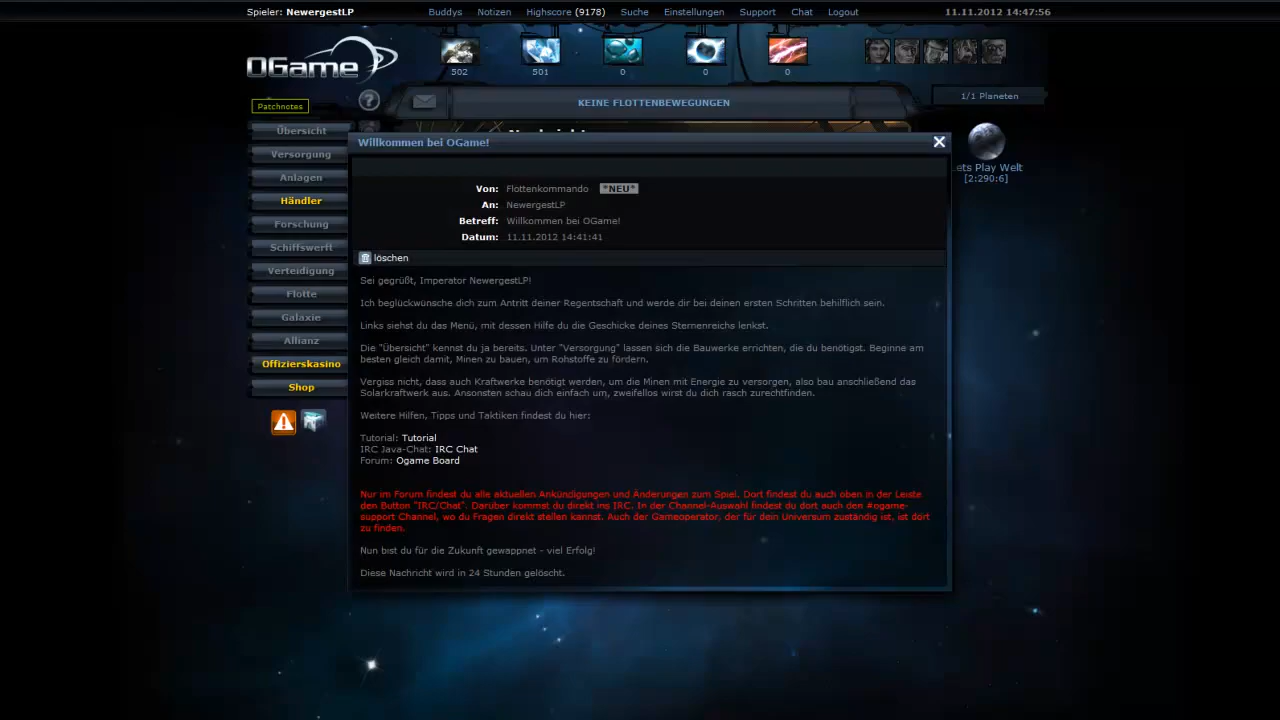 Spieler: NewergestLP Buddys Notizen Highscore (9178) Suche Einstellungen Support Chat Logout 11.11.2012 14:47:56
OGame
502 501 0 0 0
Patchnotes
?
KEINE FLOTTENBEWEGUNGEN
1/1 Planeten
Übersicht
Versorgung
Anlagen
Händler
Forschung
Schiffswerft
Verteidigung
Flotte
Galaxie
Allianz
Offizierskasino
Shop
ets Play Welt
[2:290:6]
Willkommen bei OGame!
Von: Flottenkommando *NEU*
An: NewergestLP
Betreff: Willkommen bei OGame!
Datum: 11.11.2012 14:41:41
löschen
Sei gegrüßt, Imperator NewergestLP!
Ich beglückwünsche dich zum Antritt deiner Regentschaft und werde dir bei deinen ersten Schritten behilflich sein.
Links siehst du das Menü, mit dessen Hilfe du die Geschicke deines Sternenreichs lenkst.
Die "Übersicht" kennst du ja bereits. Unter "Versorgung" lassen sich die Bauwerke errichten, die du benötigst. Beginne am
besten gleich damit, Minen zu bauen, um Rohstoffe zu fördern.
Vergiss nicht, dass auch Kraftwerke benötigt werden, um die Minen mit Energie zu versorgen, also bau anschließend das
Solarkraftwerk aus. Ansonsten schau dich einfach um, zweifellos wirst du dich rasch zurechtfinden.
Weitere Hilfen, Tipps und Taktiken findest du hier:
Tutorial: Tutorial
IRC Java-Chat: IRC Chat
Forum: Ogame Board
Nur im Forum findest du alle aktuellen Ankündigungen und Änderungen zum Spiel. Dort findest du auch oben in der Leiste
den Button "IRC/Chat". Darüber kommst du direkt ins IRC. In der Channel-Auswahl findest du dort auch den #ogame-
support Channel, wo du Fragen direkt stellen kannst. Auch der Gameoperator, der für dein Universum zuständig ist, ist dort
zu finden.
Nun bist du für die Zukunft gewappnet - viel Erfolg!
Diese Nachricht wird in 24 Stunden gelöscht.